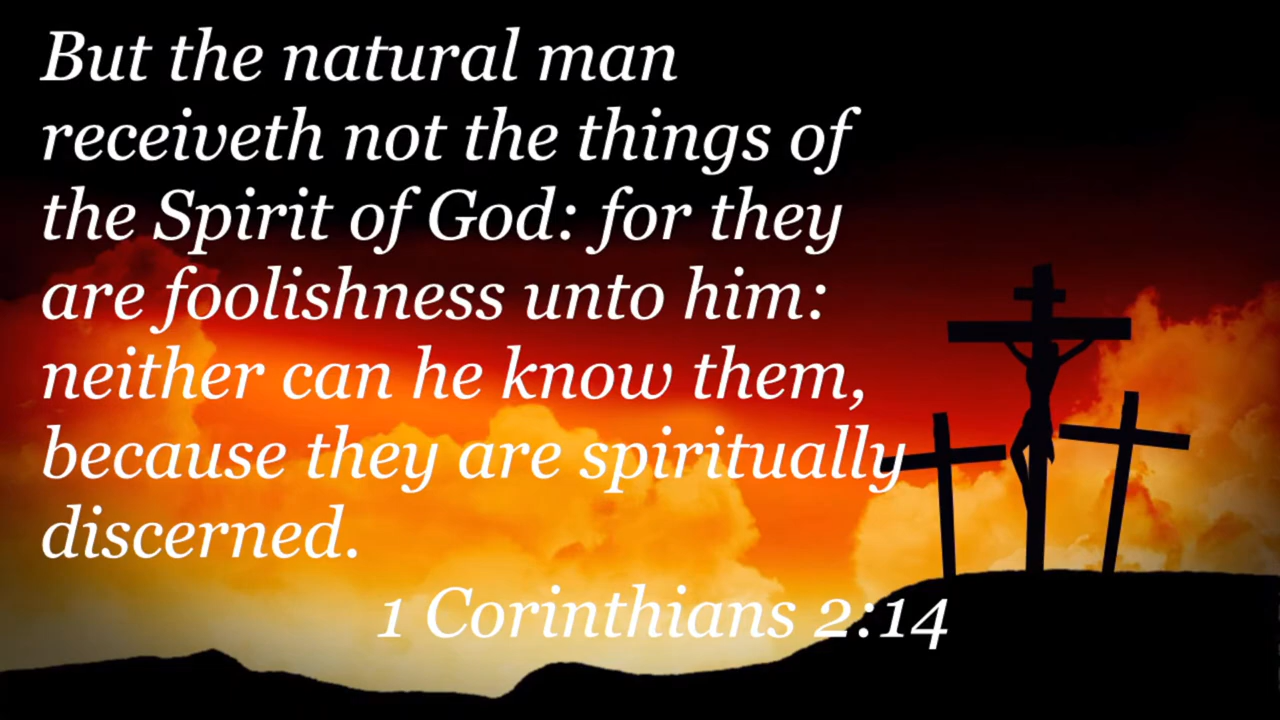 But the natural man
receiveth not the things of
the Spirit of God: for they
are foolishness unto him:
neither can he know them,
because they are spiritually
discerned.
1 Corinthians 2:14